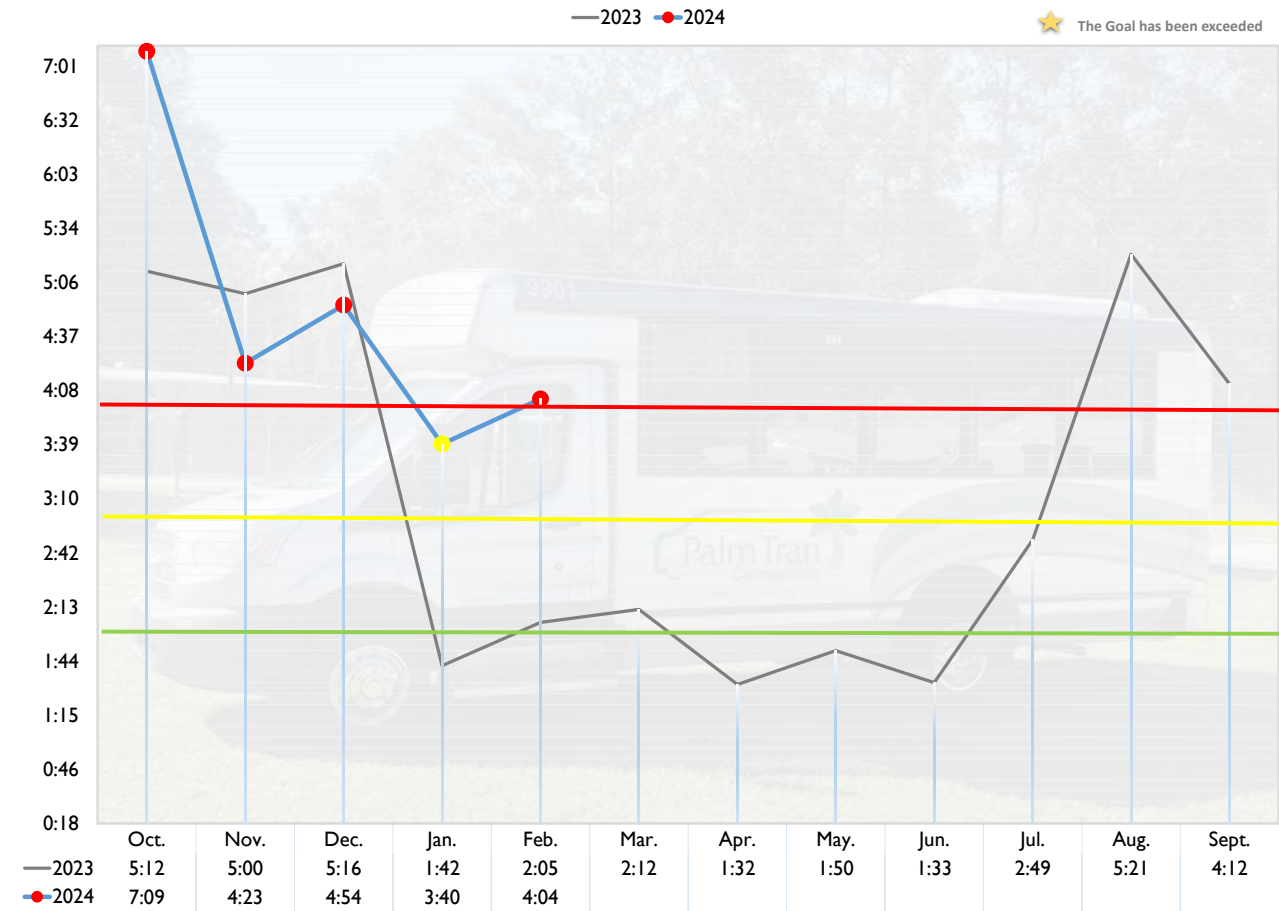 2023 2024
The Goal has been exceeded
7:01
6:32
6:03
5:34
5:06
4:37
4:08
3:39
3:10
2:42
2:13
1:44
1:15
0:46
0:18
9901
PalmTran
Connection
Oct. Nov. Dec. Jan. Feb. Mar. Apr. May. Jun. Jul. Aug. Sept.
2023 5:12 5:00 5:16 1:42 2:05 2:12 1:32 1:50 1:33 2:49 5:21 4:12
2024 7:09 4:23 4:54 3:40 4:04